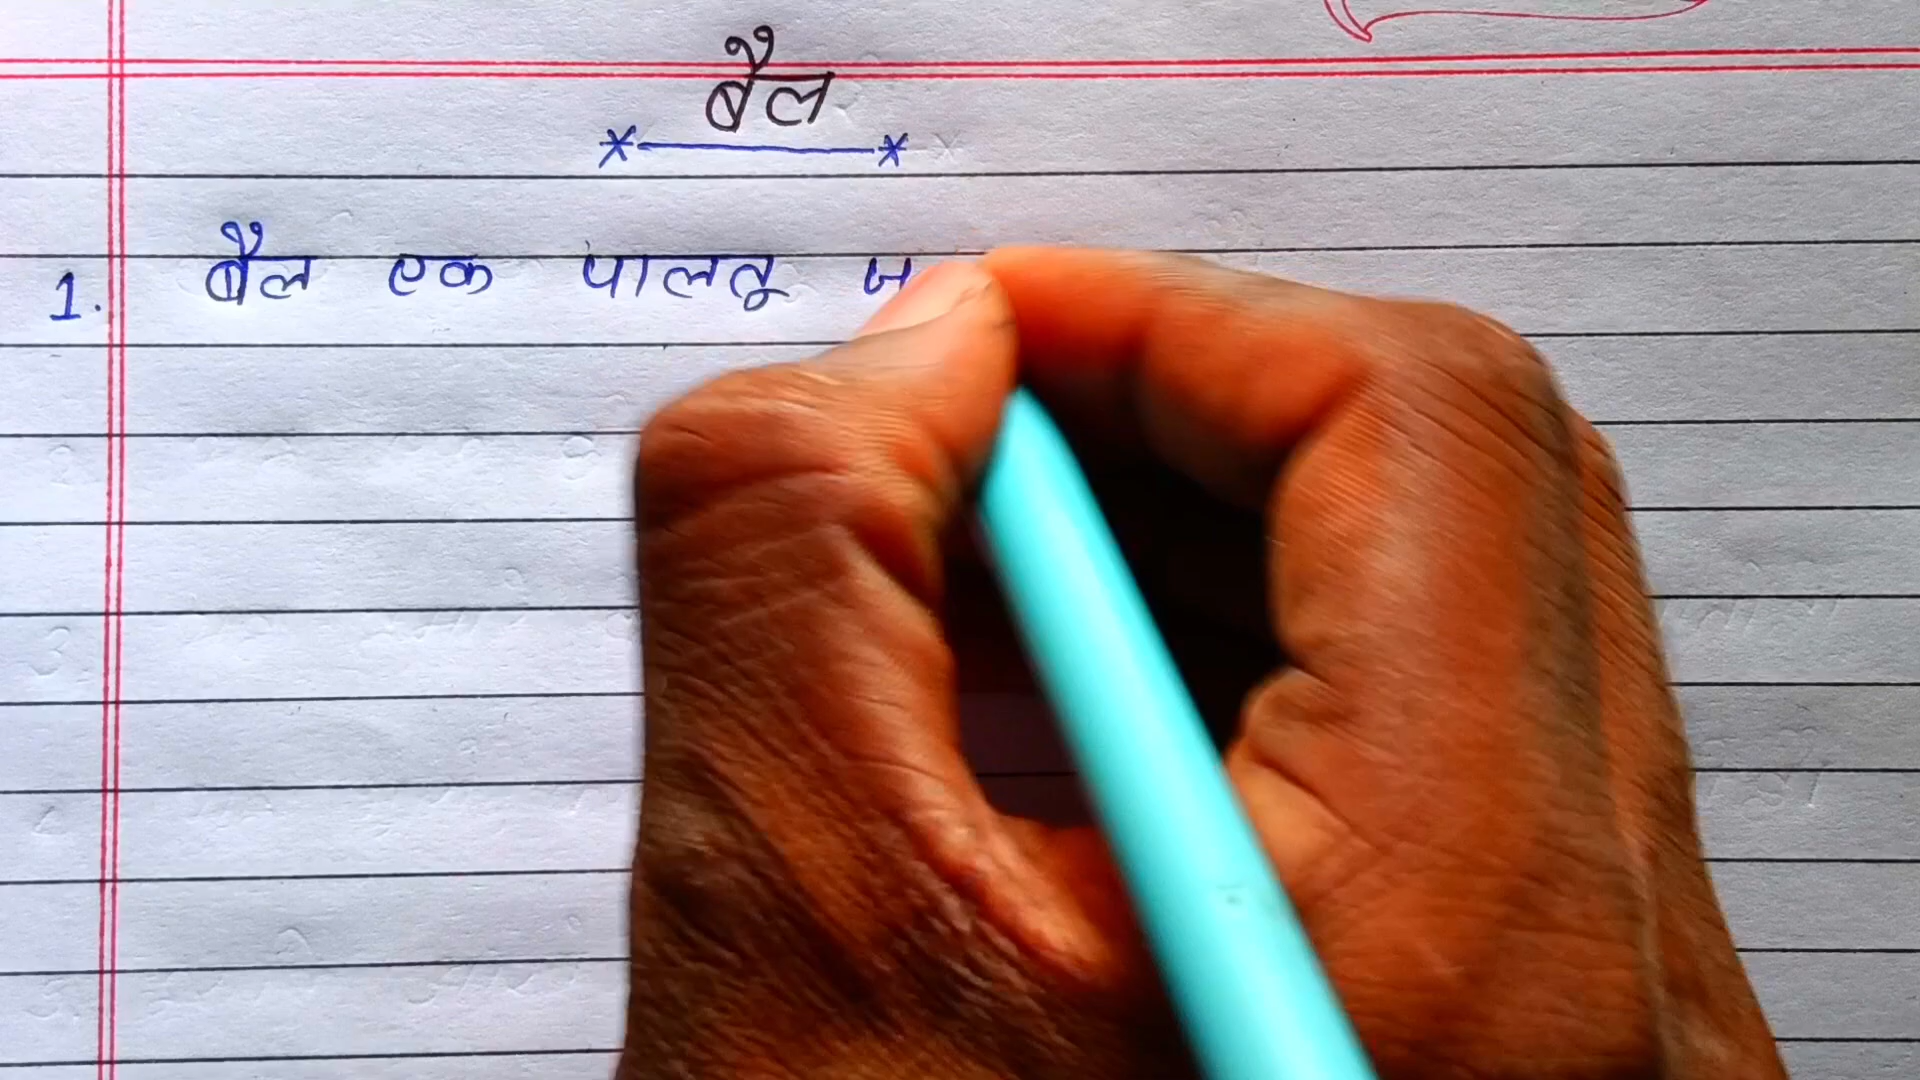 बैल
1. बैल एक पालतू ज